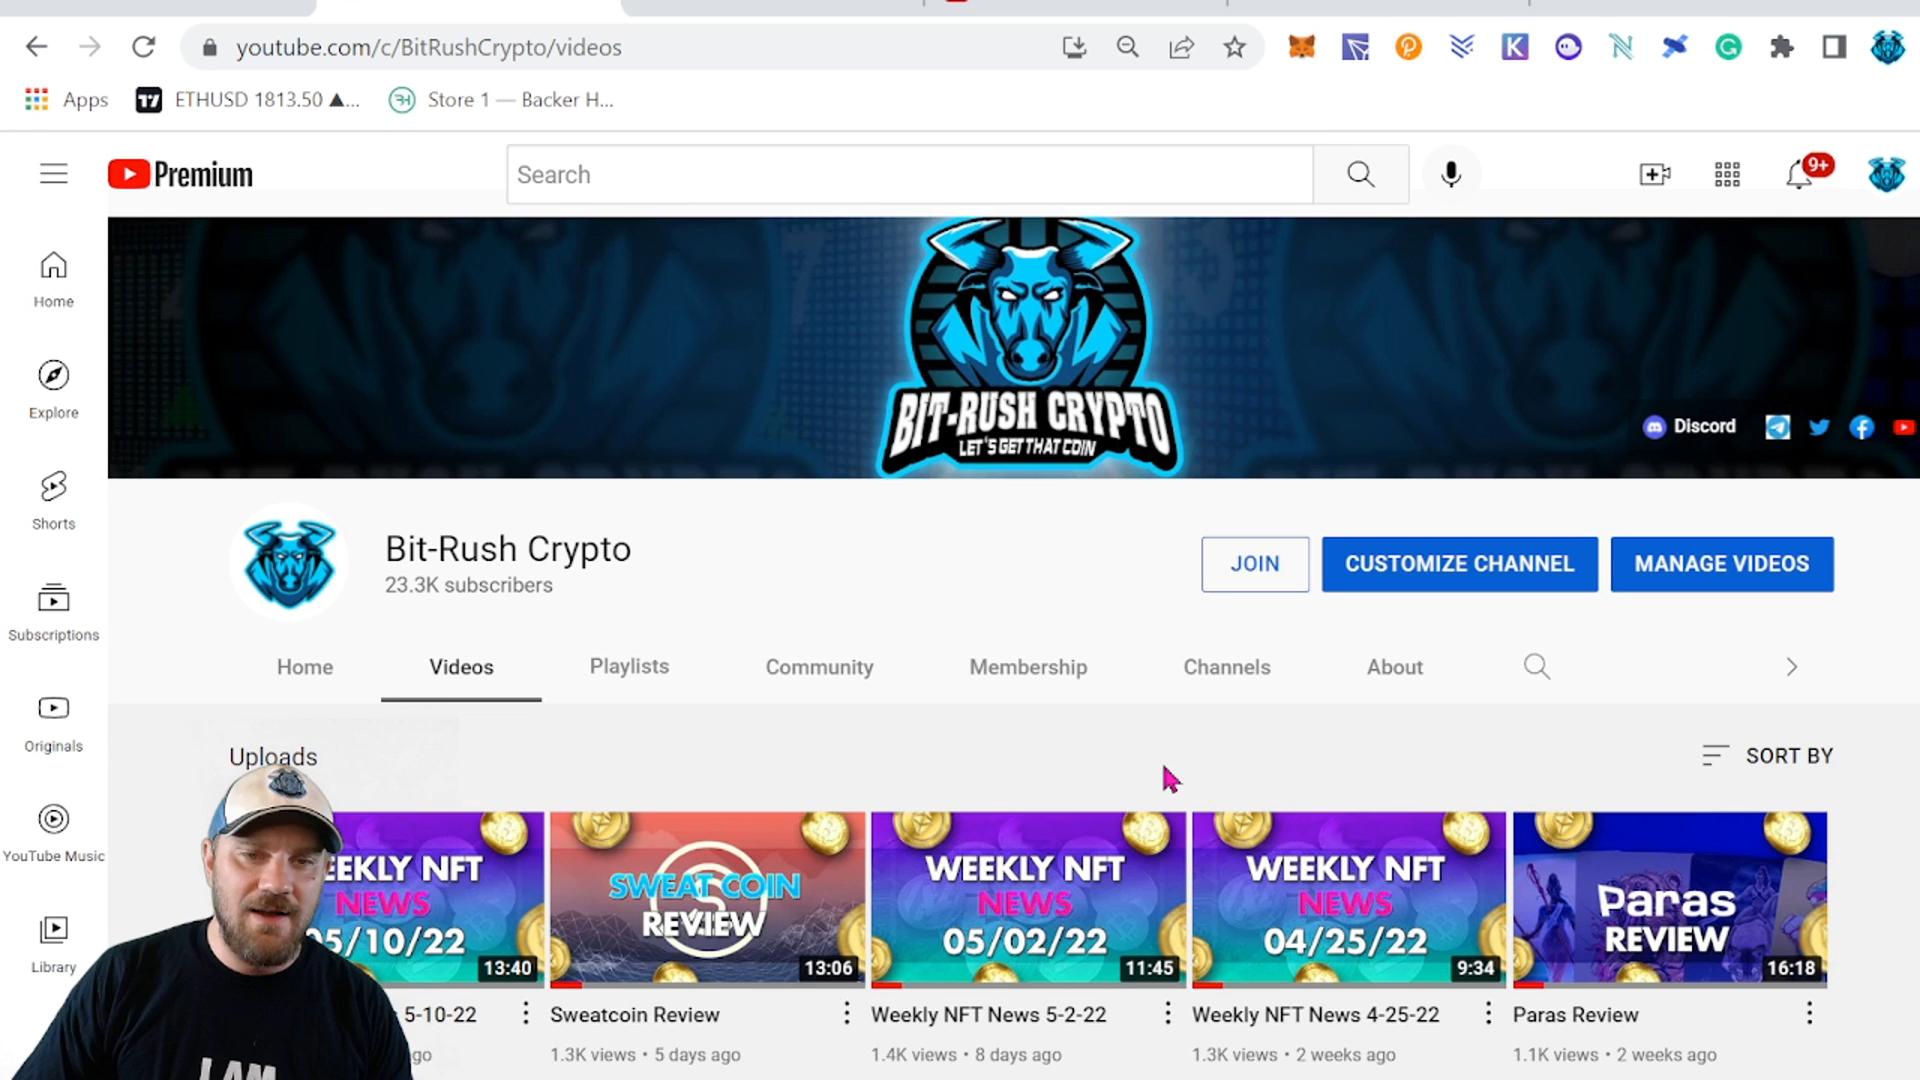 youtube.com/c/BitRushCrypto/videos
Apps
ETHUSD 1813.50 ▲...
Store 1 — Backer H...
Premium
Search
9+
BIT-RUSH CRYPTO
LET'S GET THAT COIN
Discord
Home
Explore
Shorts
Subscriptions
Originals
YouTube Music
Library
Bit-Rush Crypto
23.3K subscribers
JOIN
CUSTOMIZE CHANNEL
MANAGE VIDEOS
Home
Videos
Playlists
Community
Membership
Channels
About
Uploads
SORT BY
EEKLY NFT
NEWS
05/10/22
13:40
SWEAT COIN
REVIEW
13:06
WEEKLY NFT
NEWS
05/02/22
11:45
WEEKLY NFT
NEWS
04/25/22
9:34
Paras
REVIEW
16:18
5-10-22
go
Sweatcoin Review
1.3K views • 5 days ago
Weekly NFT News 5-2-22
1.4K views • 8 days ago
Weekly NFT News 4-25-22
1.3K views • 2 weeks ago
Paras Review
1.1K views • 2 weeks ago
I AM